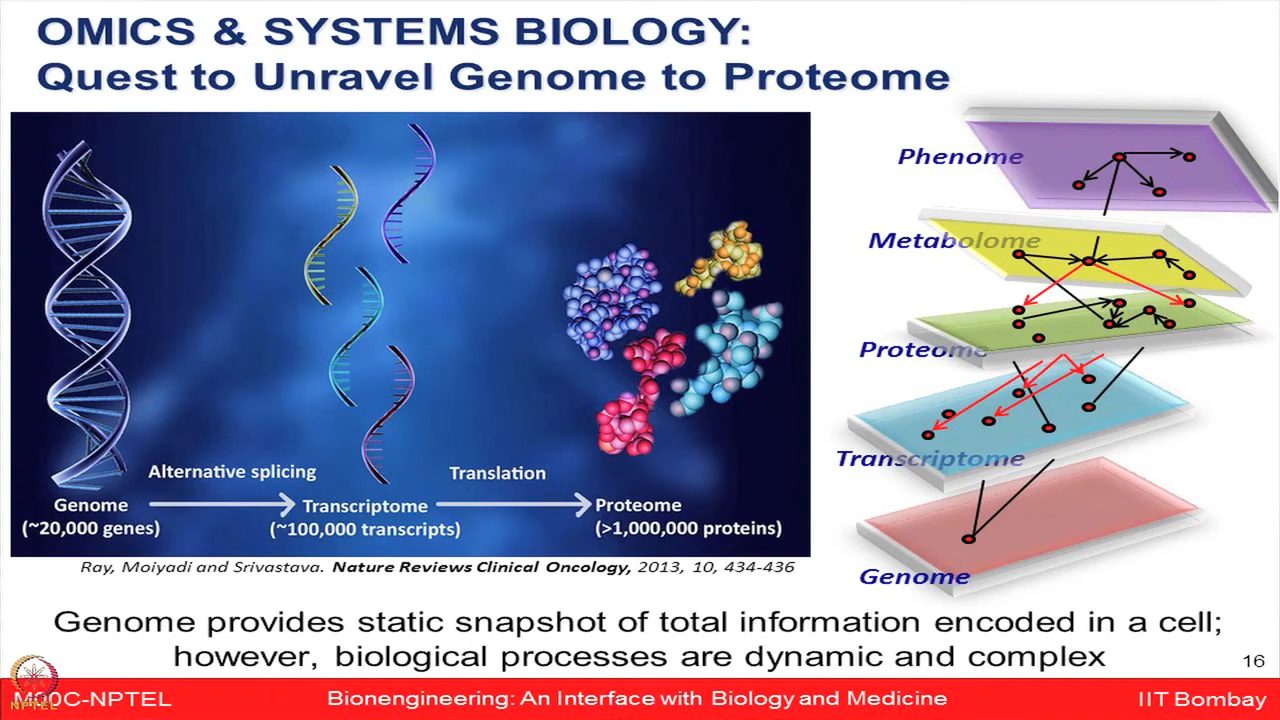 OMICS & SYSTEMS BIOLOGY:
Quest to Unravel Genome to Proteome
Alternative splicing
Translation
Genome
(~20,000 genes)
Transcriptome
(~100,000 transcripts)
Proteome
(>1,000,000 proteins)
Ray, Moiyadi and Srivastava. Nature Reviews Clinical Oncology, 2013, 10, 434-436
Phenome
Metabolome
Proteome
Transcriptome
Genome
Genome provides static snapshot of total information encoded in a cell;
however, biological processes are dynamic and complex
16
NPTEL
MOOC-NPTEL
Bionengineering: An Interface with Biology and Medicine
IIT Bombay